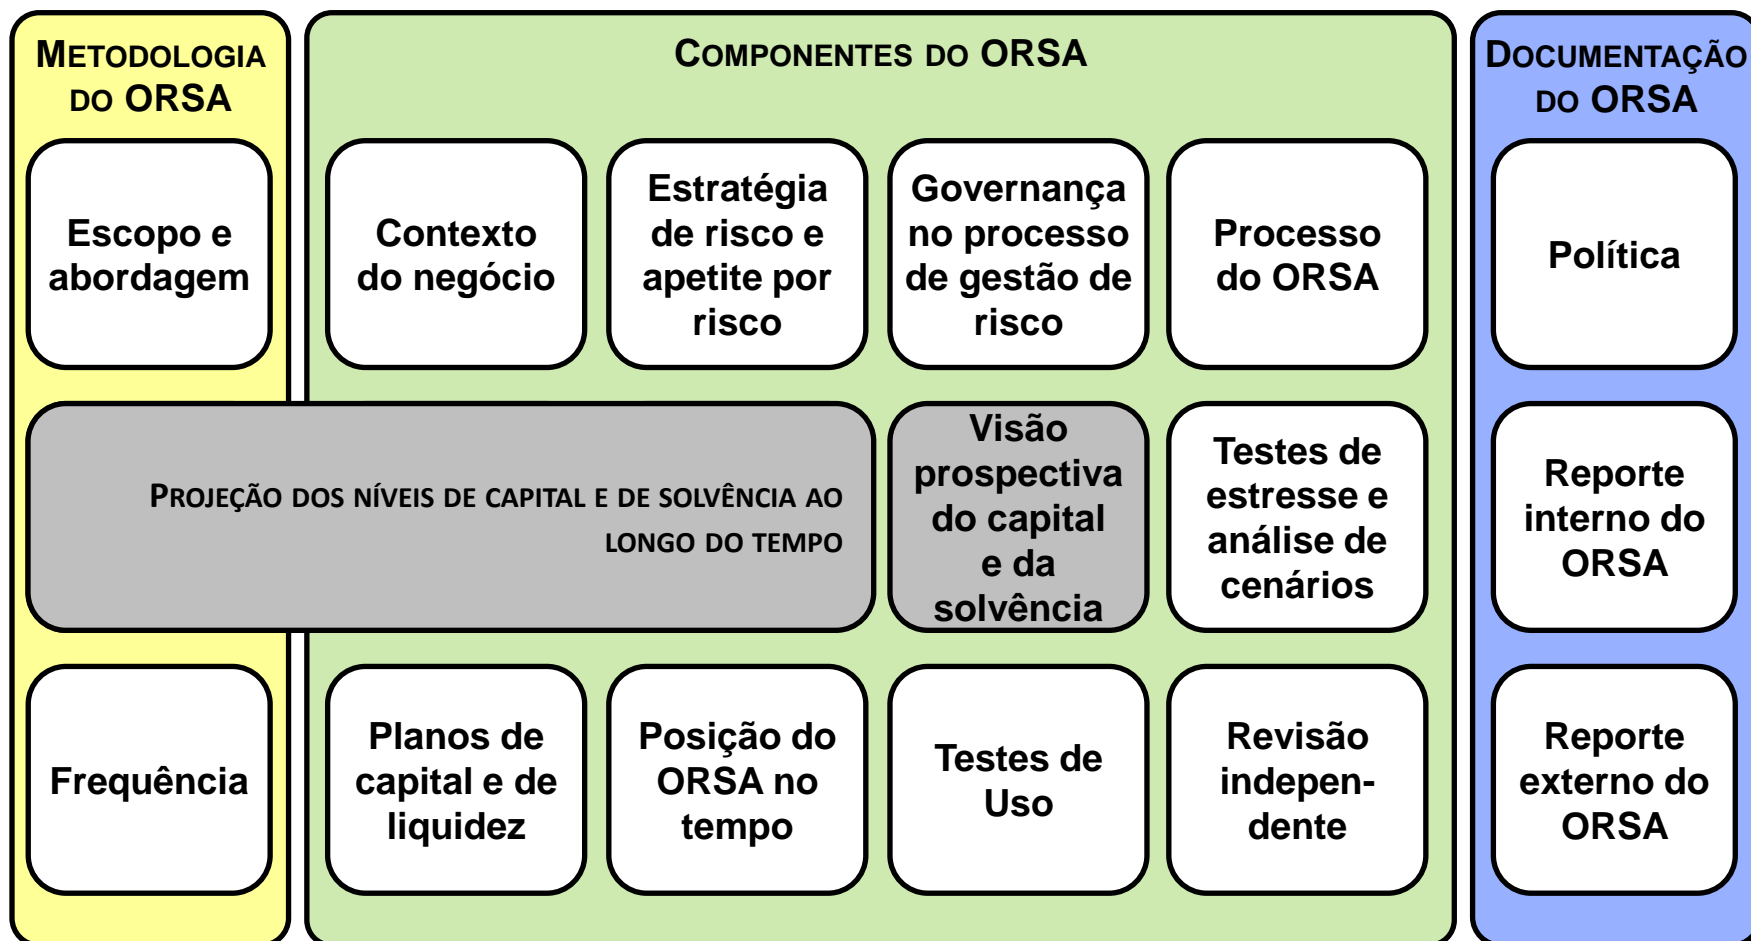 METODOLOGIA
DO ORSA
Escopo e
abordagem
Frequência
COMPONENTES DO ORSA
Contexto
do negócio
Estratégia
de risco e
apetite por
risco
Governança
no processo
de gestão de
risco
Processo
do ORSA
PROJEÇÃO DOS NÍVEIS DE CAPITAL E DE SOLVÊNCIA AO
LONGO DO TEMPO
Visão
prospectiva
do capital
e da
solvência
Testes de
estresse e
análise de
cenários
Planos de
capital e de
liquidez
Posição do
ORSA no
tempo
Testes de
Uso
Revisão
indepen-
dente
DOCUMENTAÇÃO
DO ORSA
Política
Reporte
interno do
ORSA
Reporte
externo do
ORSA